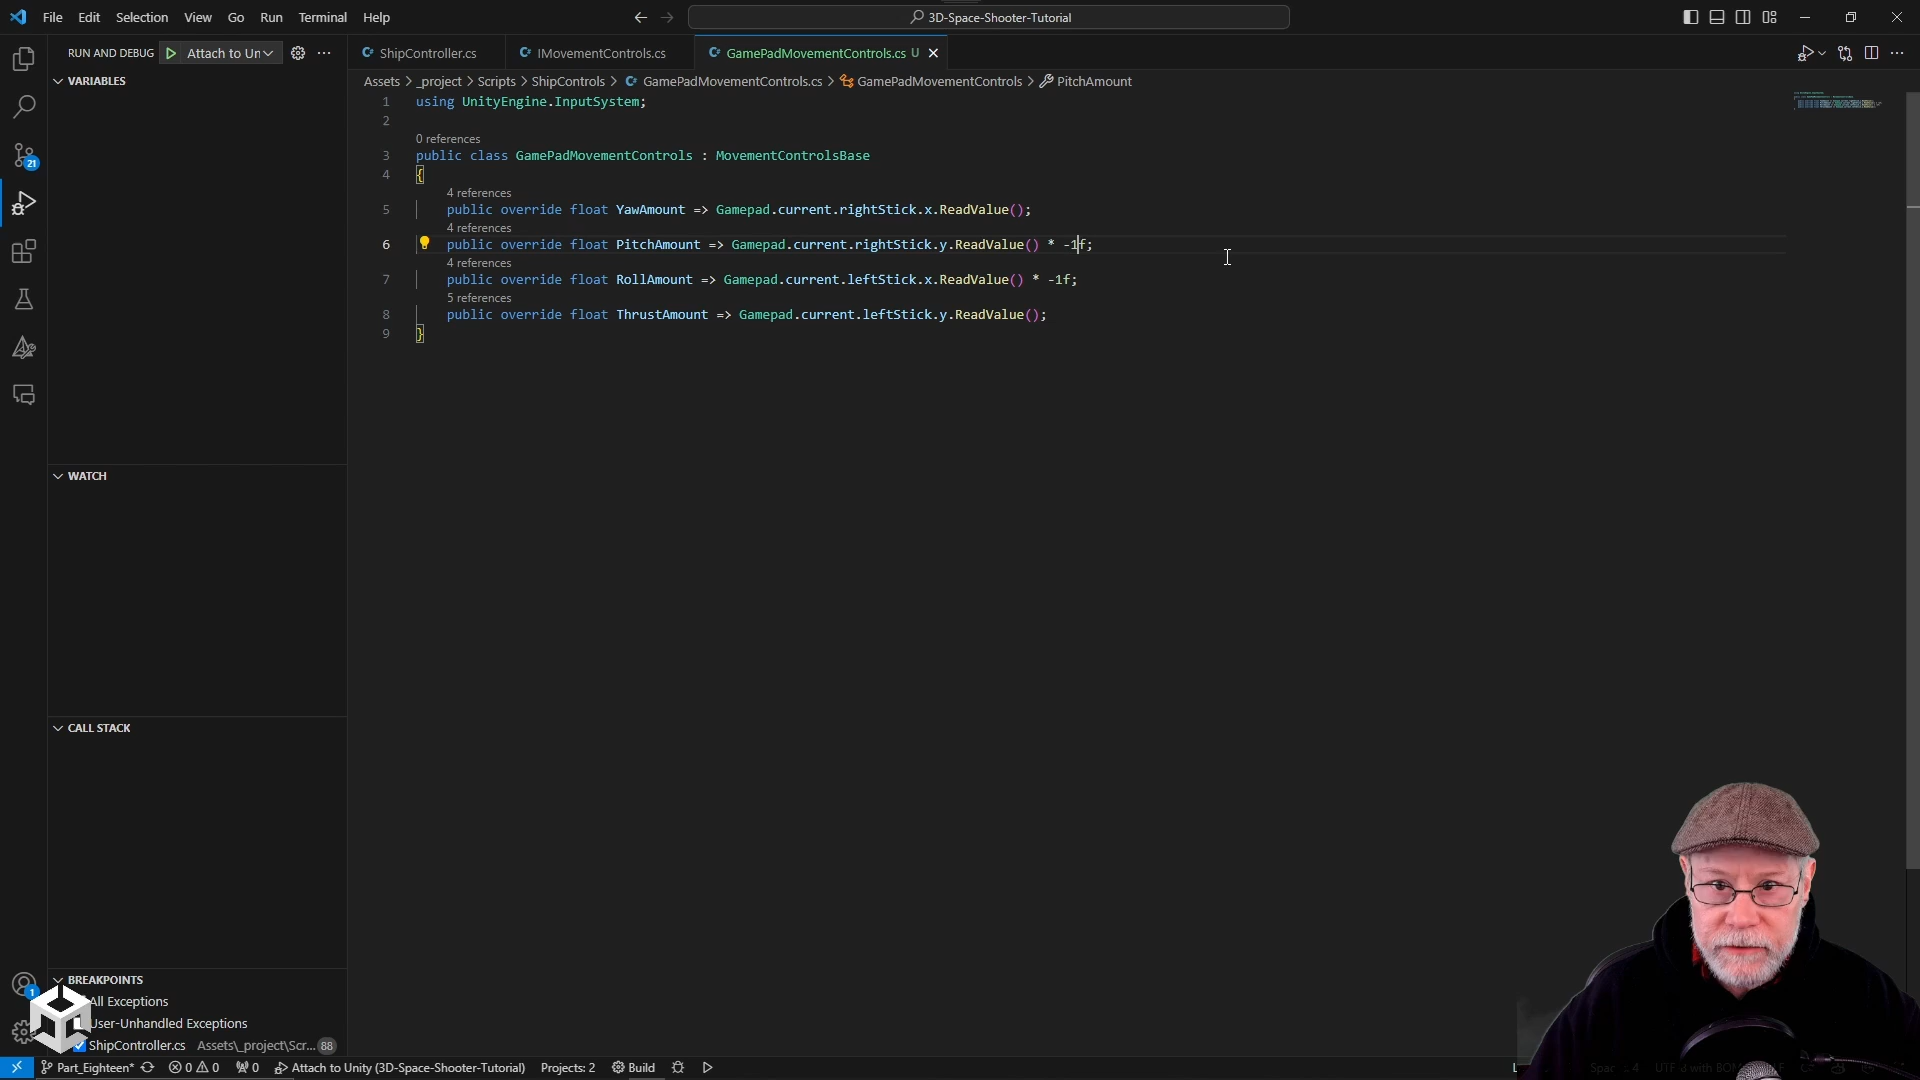 File Edit Selection View Go Run Terminal Help
3D-Space-Shooter-Tutorial
RUN AND DEBUG Attach to Un
ShipController.cs IMovementControls.cs GamePadMovementControls.cs U
VARIABLES
Assets > _project > Scripts > ShipControls > GamePadMovementControls.cs > GamePadMovementControls > PitchAmount
1 using UnityEngine.InputSystem;
2
0 references
3 public class GamePadMovementControls : MovementControlsBase
4 {
4 references
5 public override float YawAmount => Gamepad.current.rightStick.x.ReadValue();
4 references
6 public override float PitchAmount => Gamepad.current.rightStick.y.ReadValue() * -1f;
4 references
7 public override float RollAmount => Gamepad.current.leftStick.x.ReadValue() * -1f;
5 references
8 public override float ThrustAmount => Gamepad.current.leftStick.y.ReadValue();
9 }
21
WATCH
CALL STACK
BREAKPOINTS
1
All Exceptions
User-Unhandled Exceptions
ShipController.cs Assets\_project\Scr... 88
Part_Eighteen* 0 0 0 Attach to Unity (3D-Space-Shooter-Tutorial) Projects: 2 Build